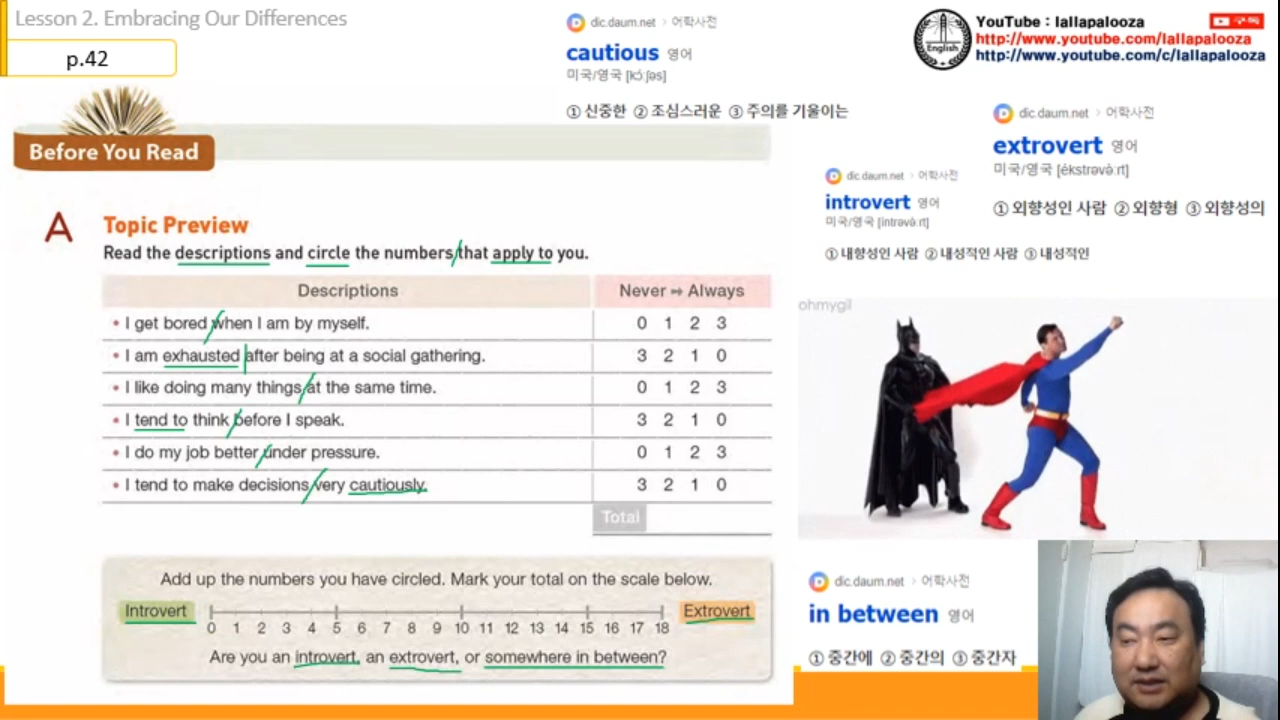 Lesson 2. Embracing Our Differences
p.42
dic.daum.net > 어학사전
cautious 영어
미국/영국 [kɔ́ːʃəs]
① 신중한 ② 조심스러운 ③ 주의를 기울이는
English
YouTube : lallapalooza
구독
http://www.youtube.com/lallapalooza
http://www.youtube.com/c/lallapalooza
dic.daum.net > 어학사전
extrovert 영어
미국/영국 [ékstrəvə̀ːrt]
① 외향성인 사람 ② 외향형 ③ 외향성의
dic.daum.net > 어학사전
introvert 영어
미국/영국 [íntrəvə̀ːrt]
① 내향성인 사람 ② 내성적인 사람 ③ 내성적인
Before You Read
A
Topic Preview
Read the descriptions and circle the numbers that apply to you.
Descriptions Never ➻ Always
• I get bored when I am by myself. 0 1 2 3
• I am exhausted after being at a social gathering. 3 2 1 0
• I like doing many things at the same time. 0 1 2 3
• I tend to think before I speak. 3 2 1 0
• I do my job better under pressure. 0 1 2 3
• I tend to make decisions very cautiously. 3 2 1 0
Total
Add up the numbers you have circled. Mark your total on the scale below.
Introvert Extrovert
0 1 2 3 4 5 6 7 8 9 10 11 12 13 14 15 16 17 18
Are you an introvert, an extrovert, or somewhere in between?
ohmygil
dic.daum.net > 어학사전
in between 영어
① 중간에 ② 중간의 ③ 중간자